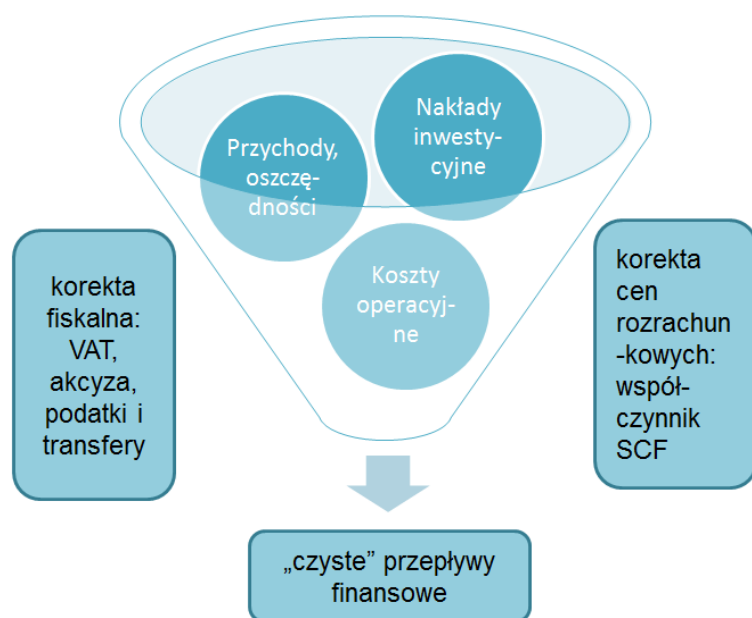 Nakłady
inwesty-
cyjne
Przychody,
oszczę-
dności
Koszty
operacyj-
ne
korekta
fiskalna:
VAT,
akcyza,
podatki i
transfery
korekta
cen
rozrachun
-kowych:
współ-
czynnik
SCF
„czyste” przepływy
finansowe